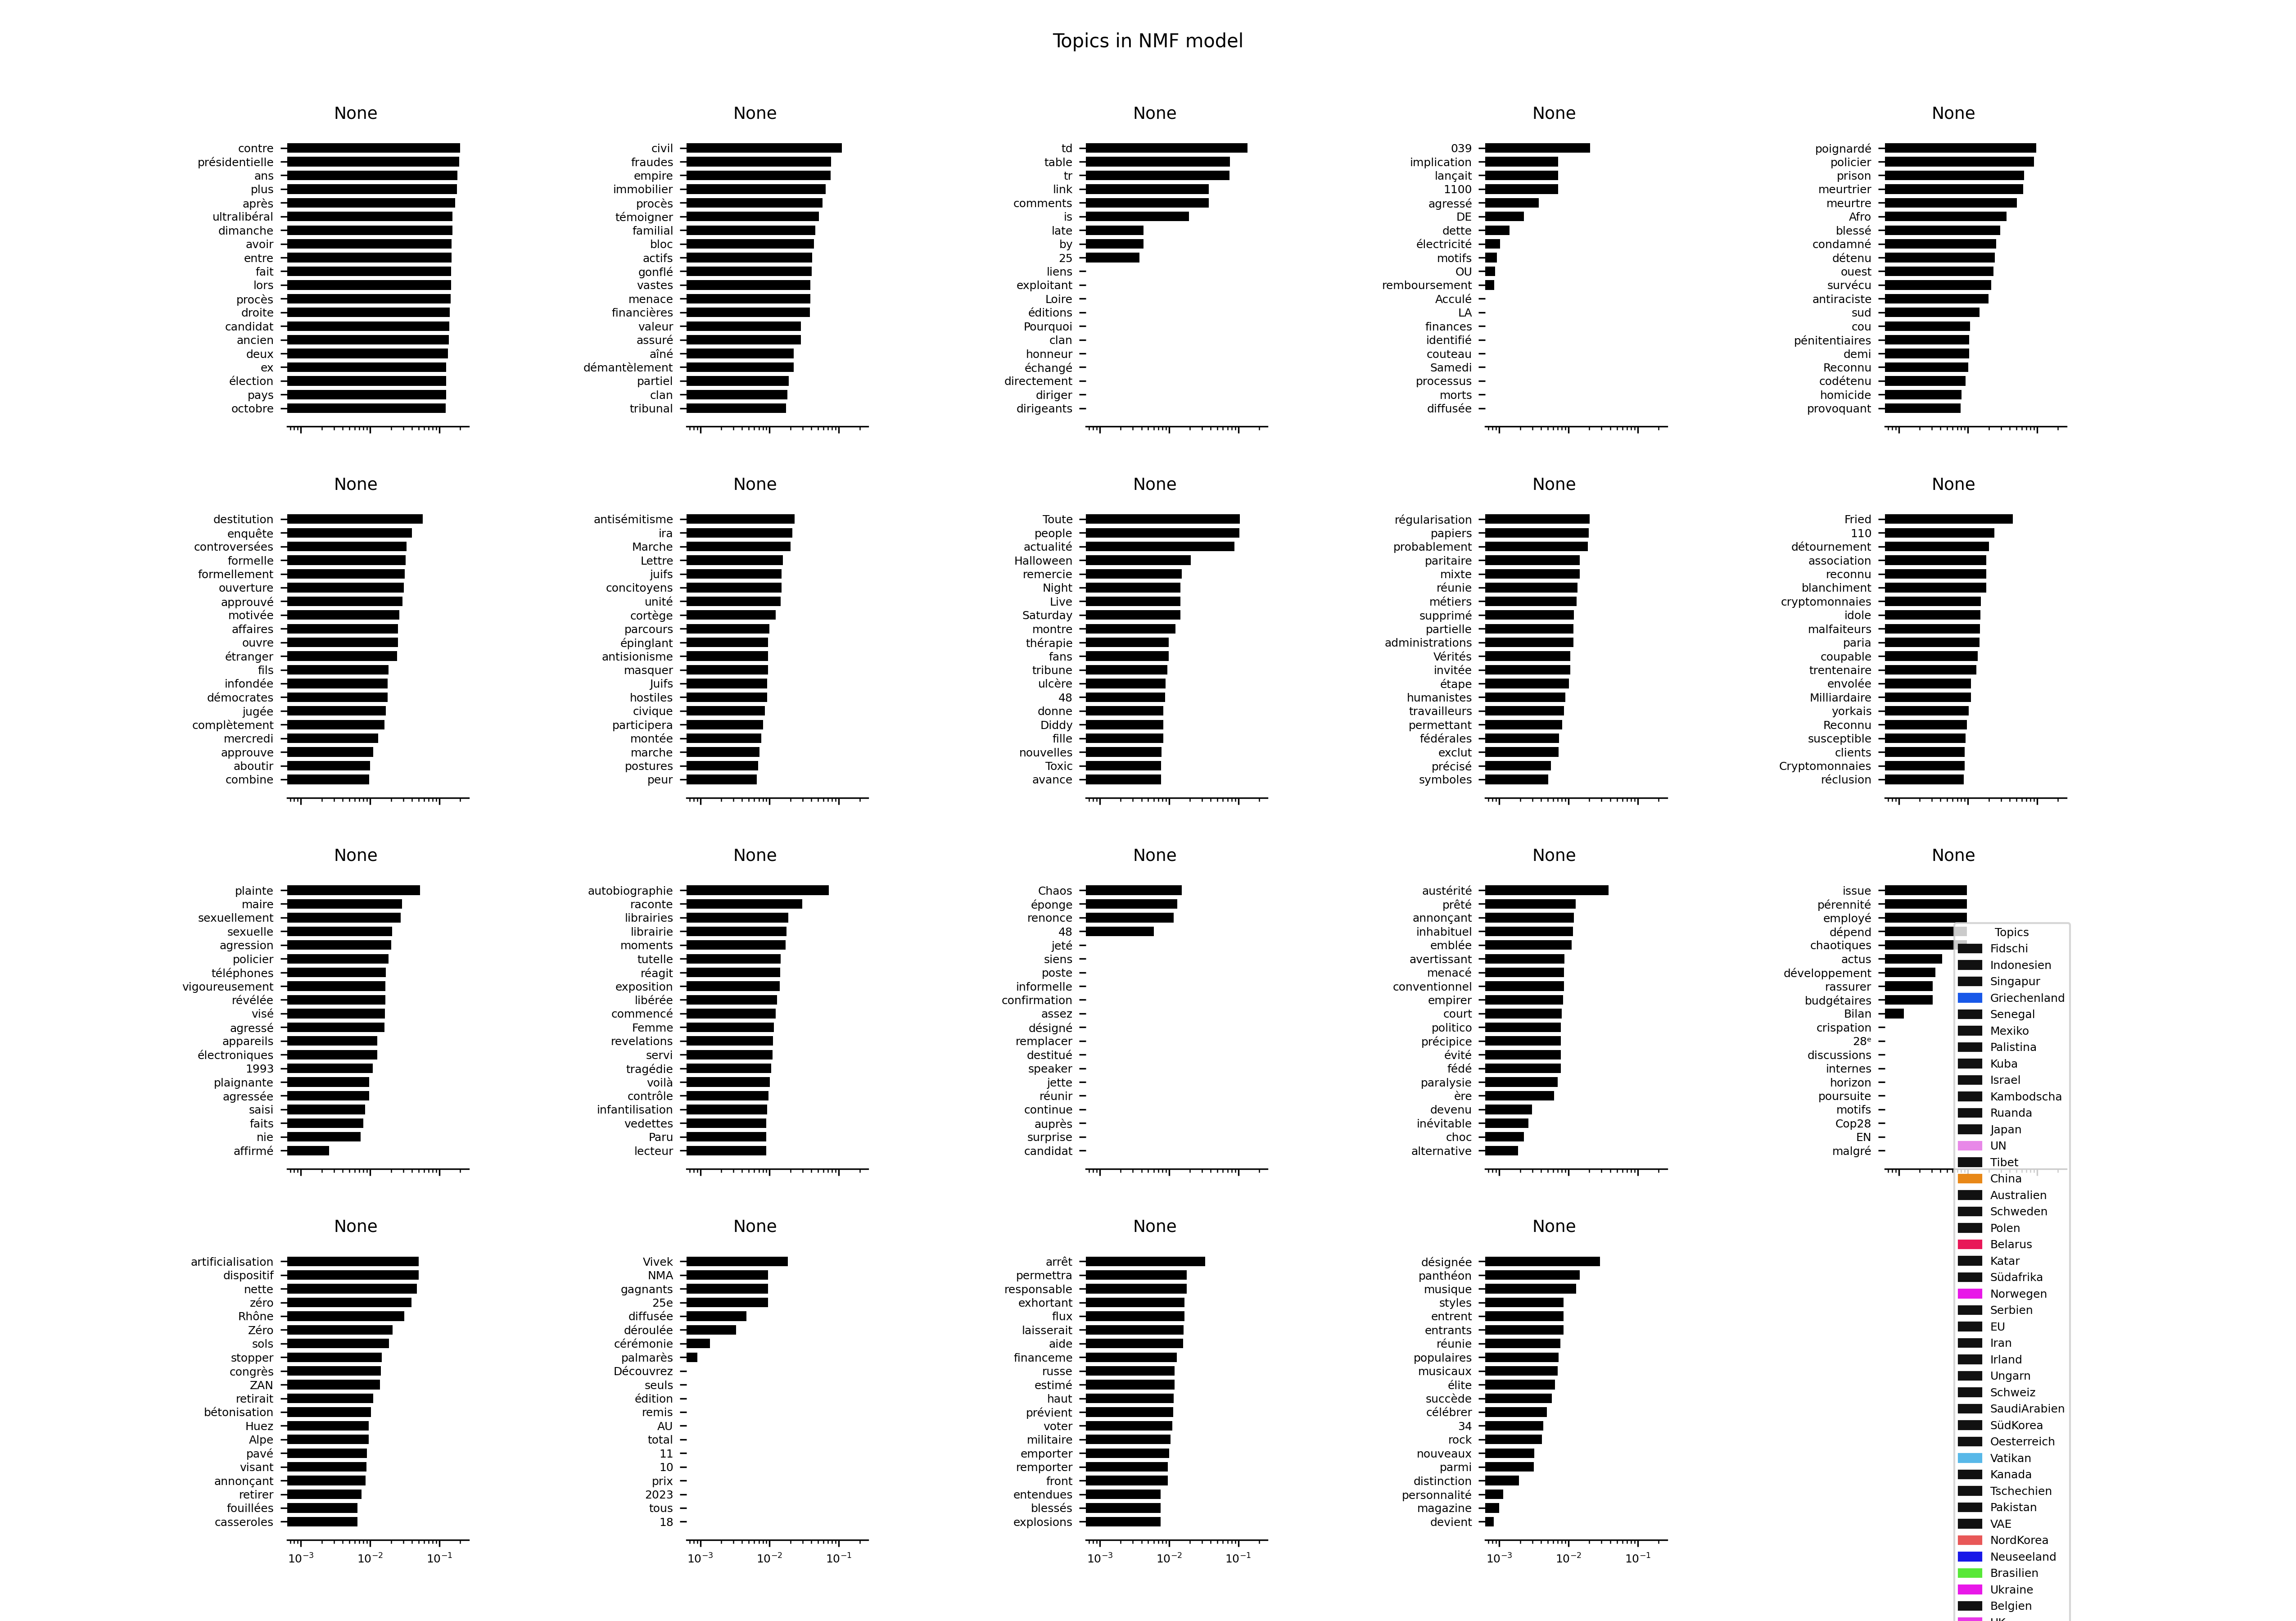 Topics in NMF model
None
contre
présidentielle
ans
plus
après
ultralibéral
dimanche
avoir
entre
fait
lors
procès
droite
candidat
ancien
deux
ex
élection
pays
octobre
None
civil
fraudes
empire
immobilier
procès
témoigner
familial
bloc
actifs
gonflé
vastes
menace
financières
valeur
assuré
aîné
démantèlement
partiel
clan
tribunal
None
td
table
tr
link
comments
is
late
by
25
liens
exploitant
Loire
éditions
Pourquoi
clan
honneur
échangé
directement
diriger
dirigeants
None
039
implication
lançait
1100
agressé
DE
dette
électricité
motifs
OU
remboursement
Acculé
LA
finances
identifié
couteau
Samedi
processus
morts
diffusée
None
poignardé
policier
prison
meurtrier
meurtre
Afro
blessé
condamné
détenu
ouest
survécu
antiraciste
sud
cou
pénitentiaires
demi
Reconnu
codétenu
homicide
provoquant
None
destitution
enquête
controversées
formelle
formellement
ouverture
approuvé
motivée
affaires
ouvre
étranger
fils
infondée
démocrates
jugée
complètement
mercredi
approuve
aboutir
combine
None
antisémitisme
ira
Marche
Lettre
juifs
concitoyens
unité
cortège
parcours
épinglant
antisionisme
masquer
Juifs
hostiles
civique
participera
montée
marche
postures
peur
None
Toute
people
actualité
Halloween
remercie
Night
Live
Saturday
montre
thérapie
fans
tribune
ulcère
48
donne
Diddy
fille
nouvelles
Toxic
avance
None
régularisation
papiers
probablement
paritaire
mixte
réunie
métiers
supprimé
partielle
administrations
Vérités
invitée
étape
humanistes
travailleurs
permettant
fédérales
exclut
précisé
symboles
None
Fried
110
détournement
association
reconnu
blanchiment
cryptomonnaies
idole
malfaiteurs
paria
coupable
trentenaire
envolée
Milliardaire
yorkais
Reconnu
susceptible
clients
Cryptomonnaies
réclusion
None
plainte
maire
sexuellement
sexuelle
agression
policier
téléphones
vigoureusement
révélée
visé
agressé
appareils
électroniques
1993
plaignante
agressée
saisi
faits
nie
affirmé
None
autobiographie
raconte
librairies
librairie
moments
tutelle
réagit
exposition
libérée
commencé
Femme
revelations
servi
tragédie
voilà
contrôle
infantilisation
vedettes
Paru
lecteur
None
Chaos
éponge
renonce
48
jeté
siens
poste
informelle
confirmation
assez
désigné
remplacer
destitué
speaker
jette
réunir
continue
auprès
surprise
candidat
None
austérité
prêté
annonçant
inhabituel
emblée
avertissant
menacé
conventionnel
empirer
court
politico
précipice
évité
fédé
paralysie
ère
devenu
inévitable
choc
alternative
None
issue
pérennité
employé
dépend
chaotiques
actus
développement
rassurer
budgétaires
Bilan
crispation
28ᵉ
discussions
internes
horizon
poursuite
motifs
Cop28
EN
malgré
None
artificialisation
dispositif
nette
zéro
Rhône
Zéro
sols
stopper
congrès
ZAN
retirait
bétonisation
Huez
Alpe
pavé
visant
annonçant
retirer
fouillées
casseroles
10⁻³ 10⁻² 10⁻¹
None
Vivek
NMA
gagnants
25e
diffusée
déroulée
cérémonie
palmarès
Découvrez
seuls
édition
remis
AU
total
11
10
prix
2023
tous
18
10⁻³ 10⁻² 10⁻¹
None
arrêt
permettra
responsable
exhortant
flux
laisserait
aide
financeme
russe
estimé
haut
prévient
voter
militaire
emporter
remporter
front
entendues
blessés
explosions
10⁻³ 10⁻² 10⁻¹
None
désignée
panthéon
musique
styles
entrent
entrants
réunie
populaires
musicaux
élite
succède
célébrer
34
rock
nouveaux
parmi
distinction
personnalité
magazine
devient
10⁻³ 10⁻² 10⁻¹
Topics
Fidschi
Indonesien
Singapur
Griechenland
Senegal
Mexiko
Palistina
Kuba
Israel
Kambodscha
Ruanda
Japan
UN
Tibet
China
Australien
Schweden
Polen
Belarus
Katar
Südafrika
Norwegen
Serbien
EU
Iran
Irland
Ungarn
Schweiz
SaudiArabien
SüdKorea
Oesterreich
Vatikan
Kanada
Tschechien
Pakistan
VAE
NordKorea
Neuseeland
Brasilien
Ukraine
Belgien